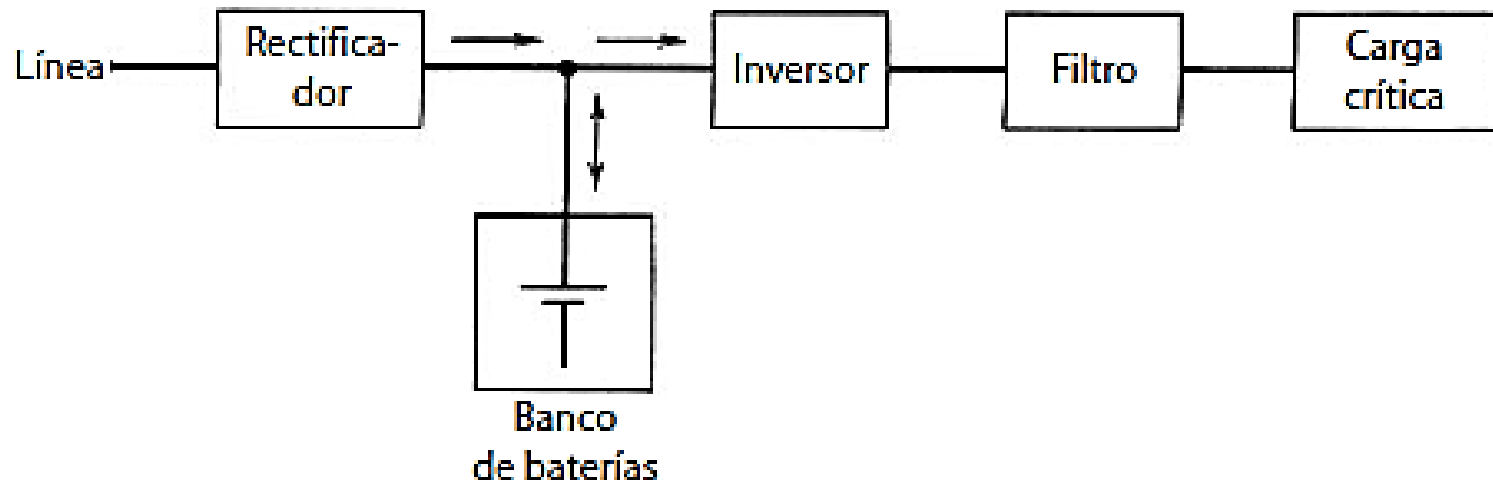 Línea
Rectifica-
dor
Inversor
Filtro
Carga
crítica
Banco
de baterías